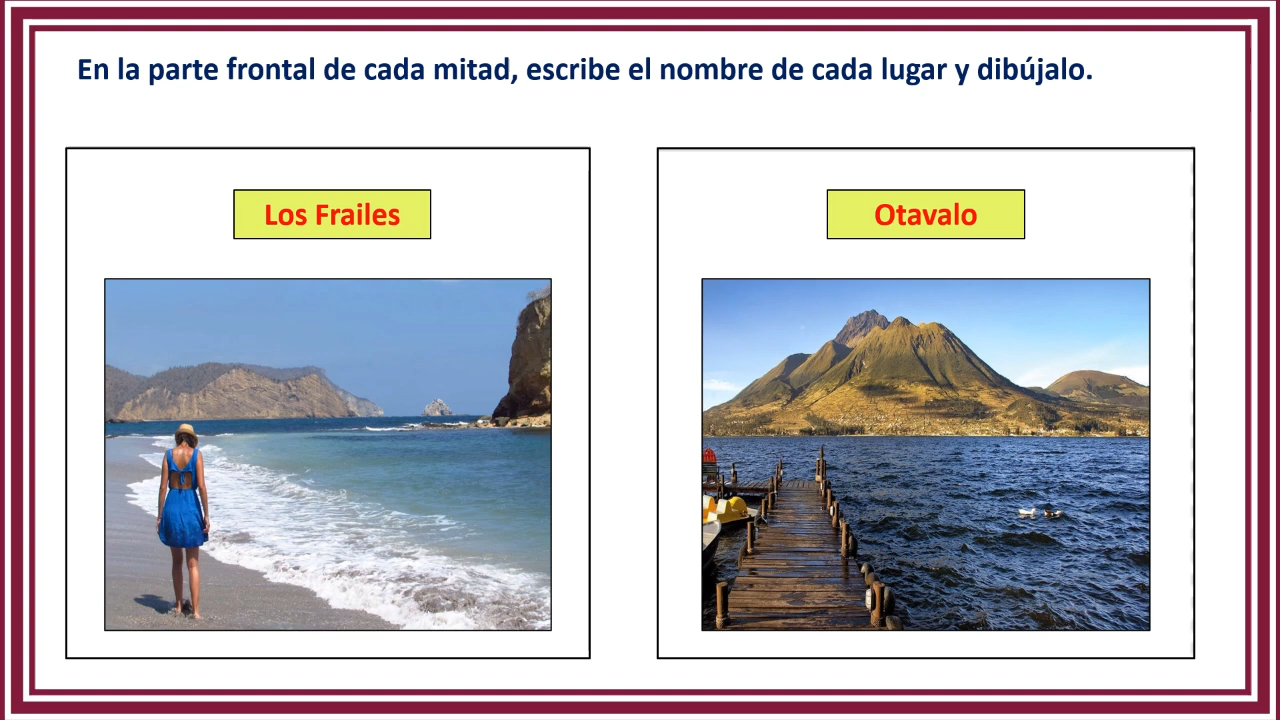 En la parte frontal de cada mitad, escribe el nombre de cada lugar y dibújalo.
Los Frailes
Otavalo